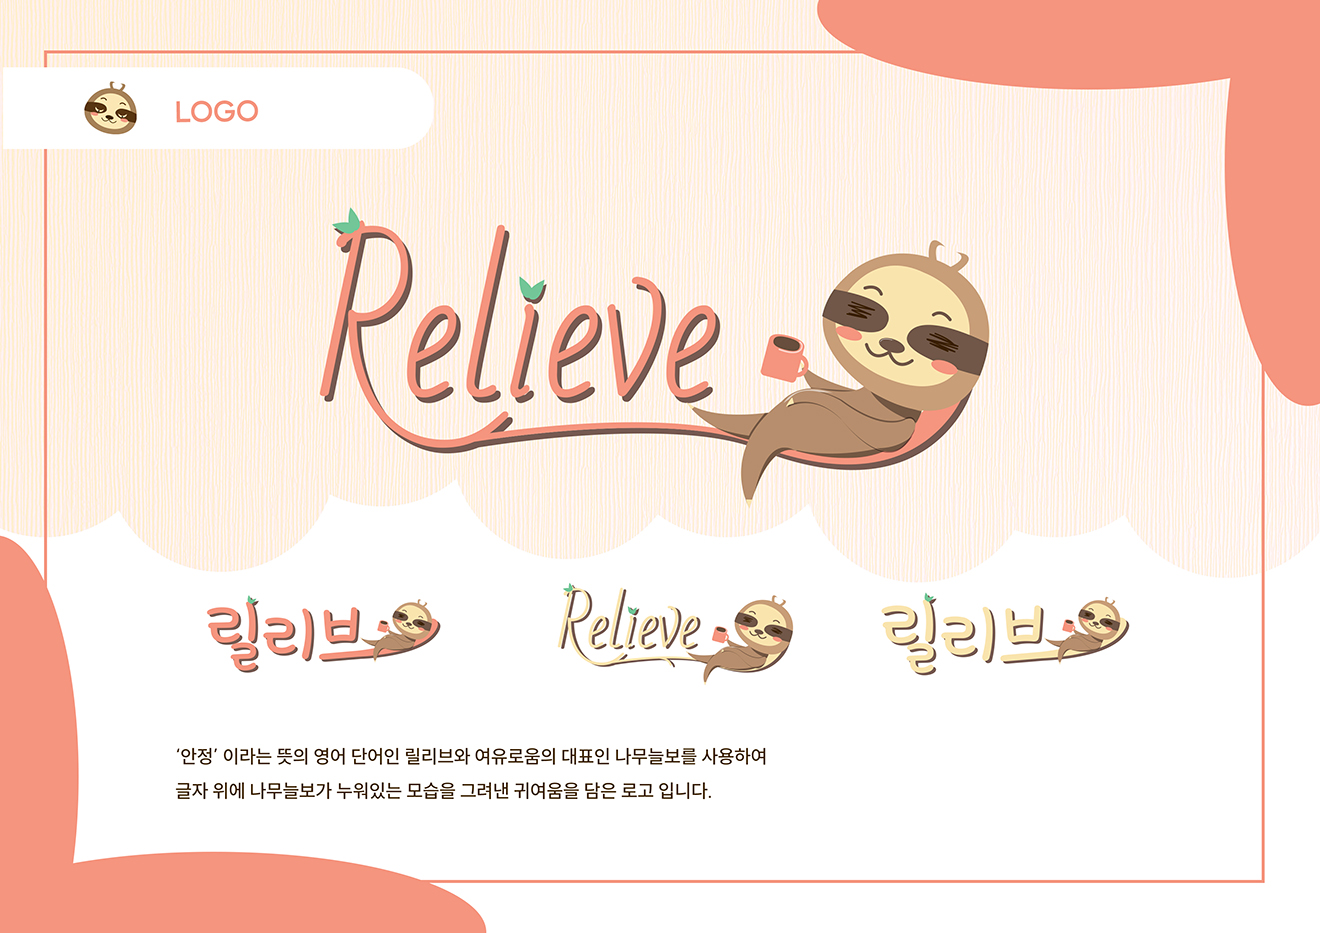 LOGO
Relieve
릴리브
Relieve
릴리브
‘안정’ 이라는 뜻의 영어 단어인 릴리브와 여유로움의 대표인 나무늘보를 사용하여
글자 위에 나무늘보가 누워있는 모습을 그려낸 귀여움을 담은 로고 입니다.